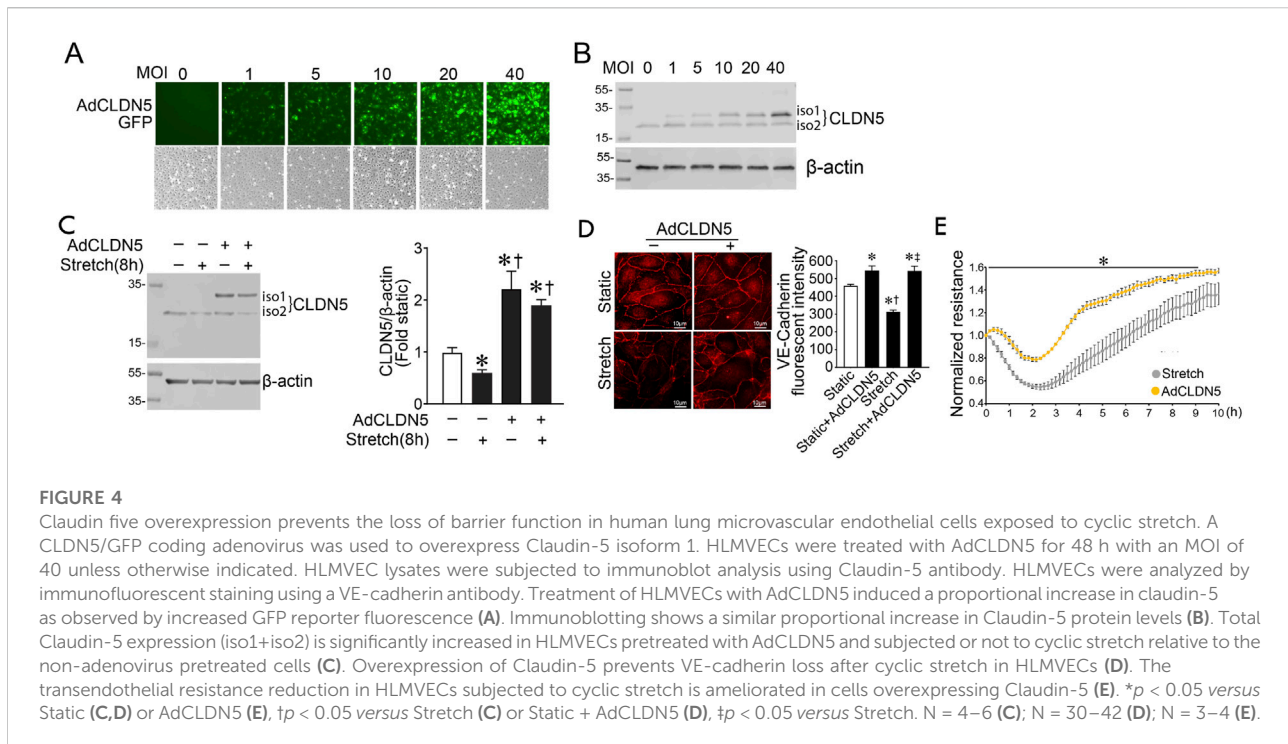 A
MOI 0 1 5 10 20 40
AdCLDN5
GFP
B
MOI 0 1 5 10 20 40
55-
35-
15-
iso1
iso2
}CLDN5
55-
35-
β-actin
C
AdCLDN5 – – + +
Stretch(8h) – + – +
35-
25-
iso1
iso2
}CLDN5
55-
35-
β-actin
CLDN5/β-actin
(Fold static)
3
2
1
0
*
*†
*†
AdCLDN5 – – + +
Stretch(8h) – + – +
D
AdCLDN5
– +
Static
Stretch
10μm
10μm
10μm
10μm
VE-Cadherin
fluorescent intensity
600
500
400
300
200
100
0
*
*†
*‡
Static
Static+AdCLDN5
Stretch
Stretch+AdCLDN5
E
Normalized resistance
1.6
1.4
1.2
1.0
0.8
0.6
0.4
*
Stretch
AdCLDN5
0 1 2 3 4 5 6 7 8 9 10 (h)
FIGURE 4
Claudin five overexpression prevents the loss of barrier function in human lung microvascular endothelial cells exposed to cyclic stretch. A
CLDN5/GFP coding adenovirus was used to overexpress Claudin-5 isoform 1. HLMVECs were treated with AdCLDN5 for 48 h with an MOI of
40 unless otherwise indicated. HLMVEC lysates were subjected to immunoblot analysis using Claudin-5 antibody. HLMVECs were analyzed by
immunofluorescent staining using a VE-cadherin antibody. Treatment of HLMVECs with AdCLDN5 induced a proportional increase in claudin-5
as observed by increased GFP reporter fluorescence (A). Immunoblotting shows a similar proportional increase in Claudin-5 protein levels (B). Total
Claudin-5 expression (iso1+iso2) is significantly increased in HLMVECs pretreated with AdCLDN5 and subjected or not to cyclic stretch relative to the
non-adenovirus pretreated cells (C). Overexpression of Claudin-5 prevents VE-cadherin loss after cyclic stretch in HLMVECs (D). The
transendothelial resistance reduction in HLMVECs subjected to cyclic stretch is ameliorated in cells overexpressing Claudin-5 (E). *p < 0.05 versus
Static (C,D) or AdCLDN5 (E), †p < 0.05 versus Stretch (C) or Static + AdCLDN5 (D), ‡p < 0.05 versus Stretch. N = 4–6 (C); N = 30–42 (D); N = 3–4 (E).